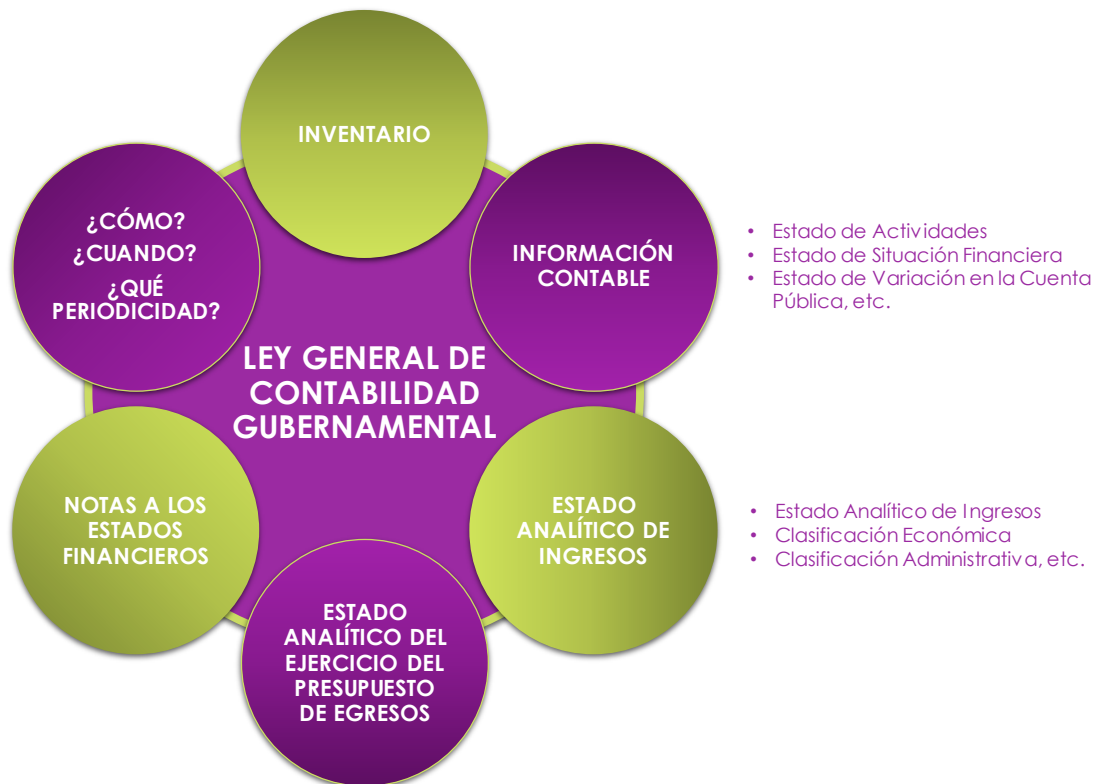 INVENTARIO
¿CÓMO?
¿CUANDO?
¿QUÉ
PERIODICIDAD?
INFORMACIÓN
CONTABLE
• Estado de Actividades
• Estado de Situación Financiera
• Estado de Variación en la Cuenta
Pública, etc.
LEY GENERAL DE
CONTABILIDAD
GUBERNAMENTAL
NOTAS A LOS
ESTADOS
FINANCIEROS
ESTADO
ANALÍTICO DE
INGRESOS
• Estado Analítico de Ingresos
• Clasificación Económica
• Clasificación Administrativa, etc.
ESTADO
ANALÍTICO DEL
EJERCICIO DEL
PRESUPUESTO
DE EGRESOS